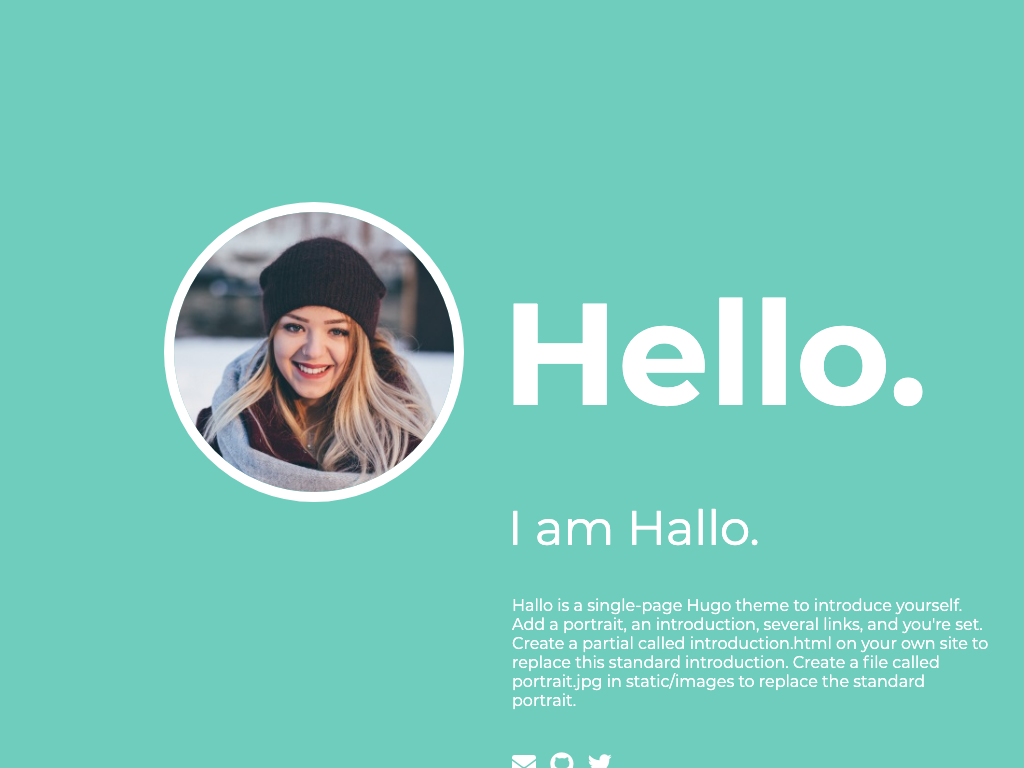 Hello.
I am Hallo.
Hallo is a single-page Hugo theme to introduce yourself.
Add a portrait, an introduction, several links, and you're set.
Create a partial called introduction.html on your own site to
replace this standard introduction. Create a file called
portrait.jpg in static/images to replace the standard
portrait.